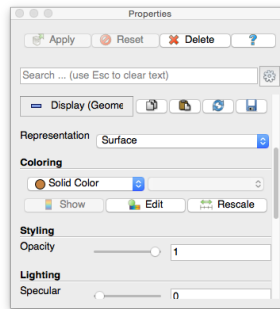 Properties
Apply Reset Delete ?
Search ... (use Esc to clear text)
Display (Geome
Representation Surface
Coloring
Solid Color
Show Edit Rescale
Styling
Opacity 1
Lighting
Specular 0